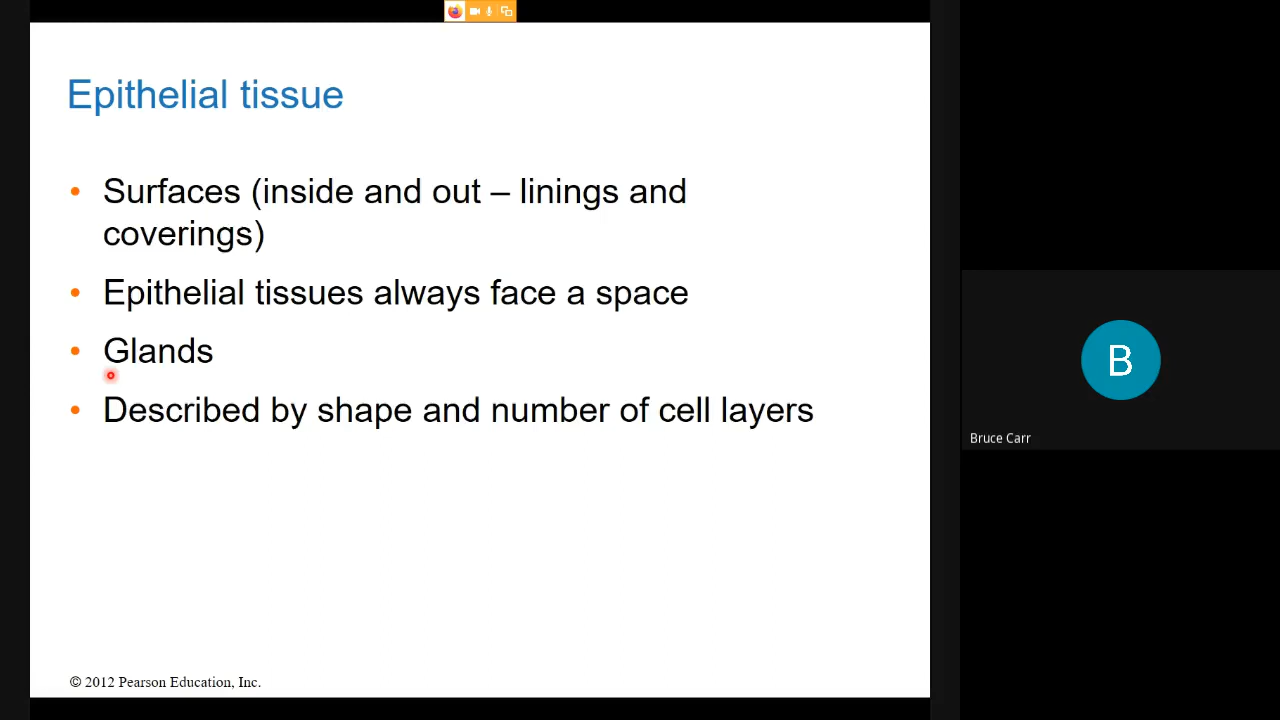 Epithelial tissue
• Surfaces (inside and out – linings and
coverings)
• Epithelial tissues always face a space
• Glands
• Described by shape and number of cell layers
© 2012 Pearson Education, Inc.
B
Bruce Carr